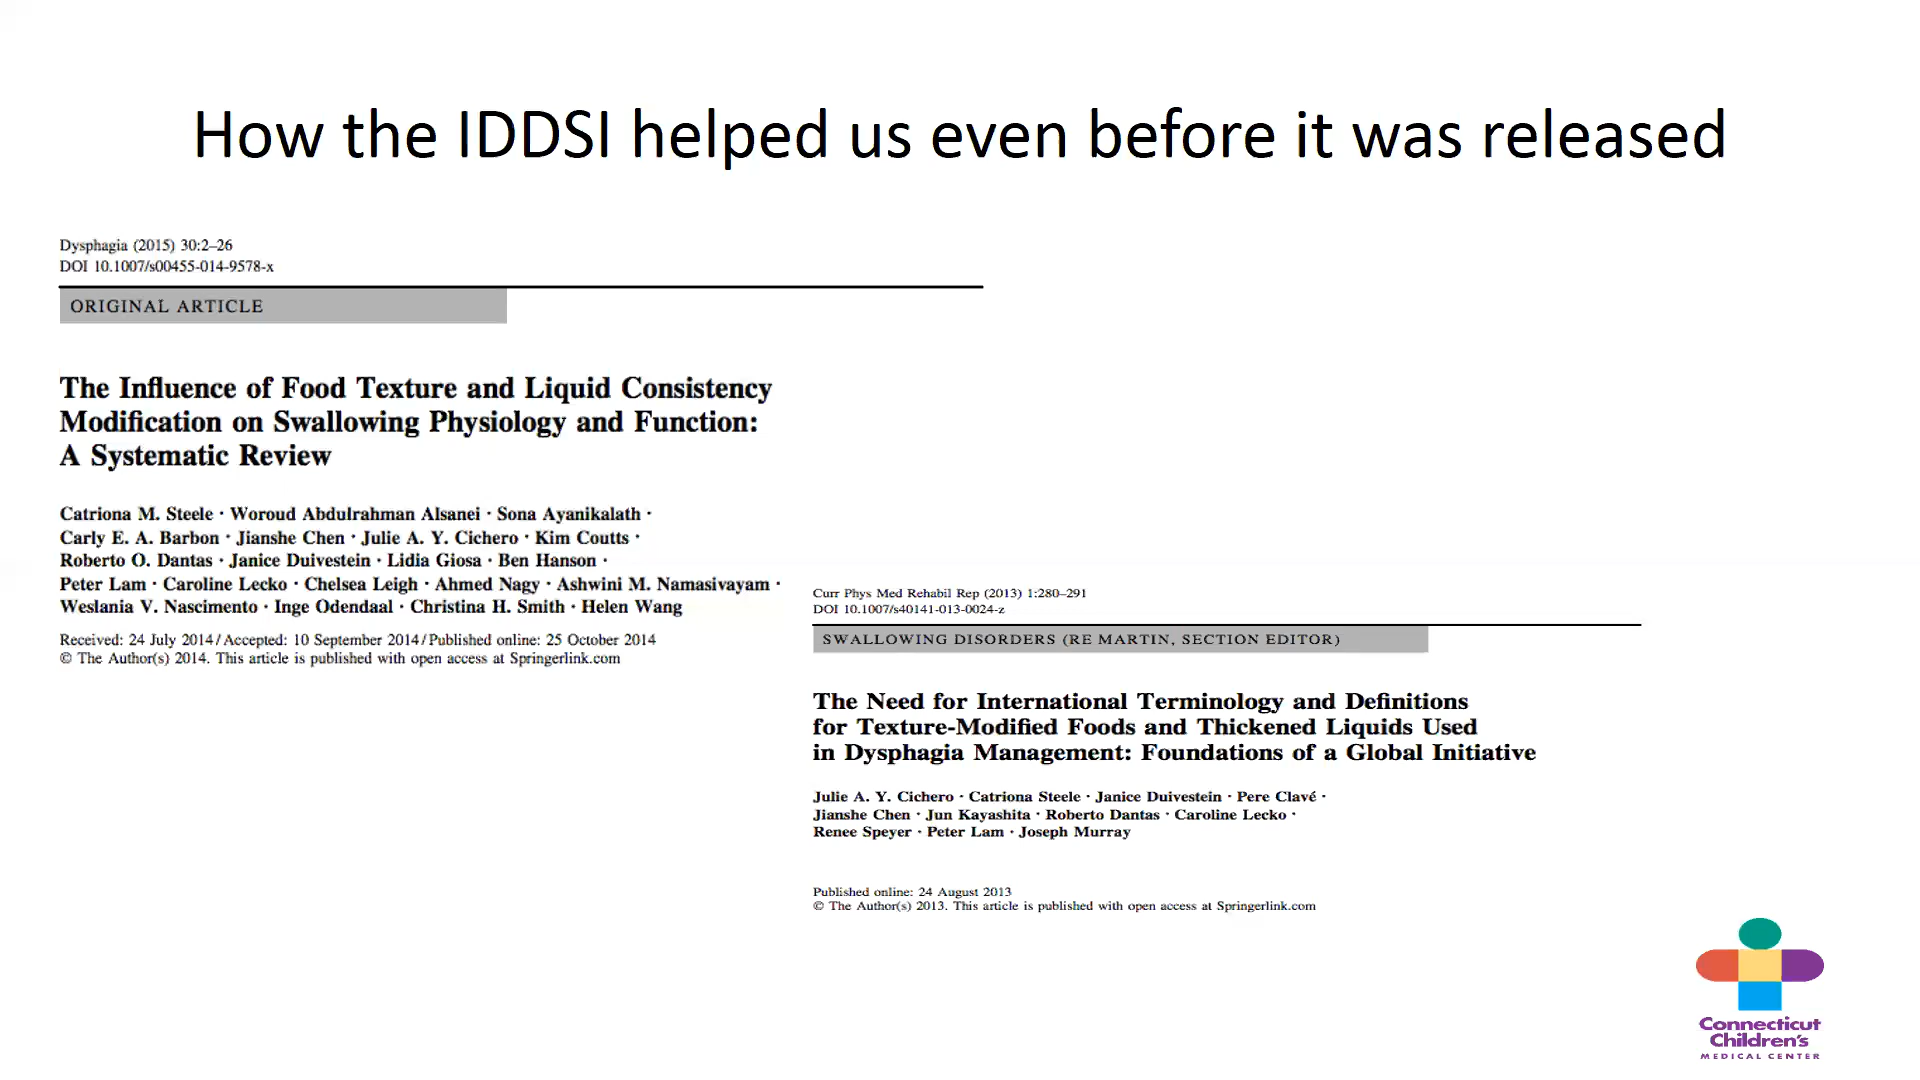 How the IDDSI helped us even before it was released
Dysphagia (2015) 30:2–26
DOI 10.1007/s00455-014-9578-x
ORIGINAL ARTICLE
The Influence of Food Texture and Liquid Consistency
Modification on Swallowing Physiology and Function:
A Systematic Review
Catriona M. Steele · Woroud Abdulrahman Alsanei · Sona Ayanikalath ·
Carly E. A. Barbon · Jianshe Chen · Julie A. Y. Cichero · Kim Coutts ·
Roberto O. Dantas · Janice Duivestein · Lidia Giosa · Ben Hanson ·
Peter Lam · Caroline Lecko · Chelsea Leigh · Ahmed Nagy · Ashwini M. Namasivayam ·
Weslania V. Nascimento · Inge Odendaal · Christina H. Smith · Helen Wang
Received: 24 July 2014 / Accepted: 10 September 2014 / Published online: 25 October 2014
© The Author(s) 2014. This article is published with open access at Springerlink.com
Curr Phys Med Rehabil Rep (2013) 1:280–291
DOI 10.1007/s40141-013-0024-z
SWALLOWING DISORDERS (RE MARTIN, SECTION EDITOR)
The Need for International Terminology and Definitions
for Texture-Modified Foods and Thickened Liquids Used
in Dysphagia Management: Foundations of a Global Initiative
Julie A. Y. Cichero · Catriona Steele · Janice Duivestein · Pere Clavé ·
Jianshe Chen · Jun Kayashita · Roberto Dantas · Caroline Lecko ·
Renee Speyer · Peter Lam · Joseph Murray
Published online: 24 August 2013
© The Author(s) 2013. This article is published with open access at Springerlink.com
Connecticut
Children's
MEDICAL CENTER